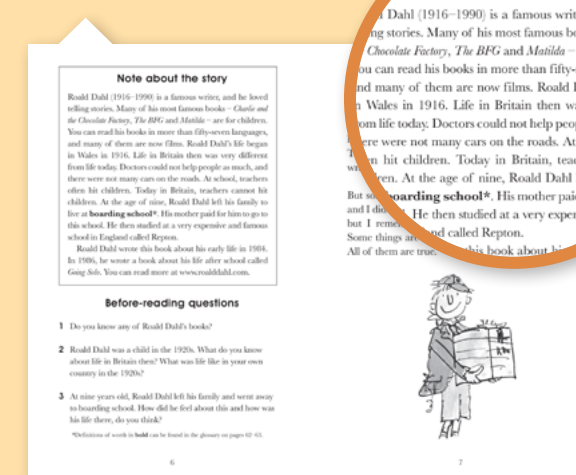 Note about the story
Roald Dahl (1916–1990) is a famous writer, and he loved
telling stories. Many of his most famous books – Charlie and
the Chocolate Factory, The BFG and Matilda – are for children.
You can read his books in more than fifty-seven languages,
and many of them are now films. Roald Dahl's life began
in Wales in 1916. Life in Britain then was very different
from life today. Doctors could not help people as much, and
there were not many cars on the roads. At school, teachers
often hit children. Today in Britain, teachers cannot hit
children. At the age of nine, Roald Dahl left his family to
live at boarding school*. His mother paid for him to go to
this school. He then studied at a very expensive and famous
school in England called Repton.
Roald Dahl wrote this book about his early life in 1984.
In 1986, he wrote a book about his life after school called
Going Solo. You can read more at www.roalddahl.com.
Before-reading questions
1 Do you know any of Roald Dahl's books?
2 Roald Dahl was a child in the 1920s. What do you know
about life in Britain then? What was life like in your own
country in the 1920s?
3 At nine years old, Roald Dahl left his family and went away
to boarding school. How did he feel about this and how was
his life there, do you think?
*Definitions of words in bold can be found in the glossary on pages 62–63.
6
Dahl (1916–1990) is a famous
stories. Many of his most famous
Chocolate Factory, The BFG and Matilda –
you can read his books in more than fifty-
and many of them are now films. Roald
Wales in 1916. Life in Britain then
from life today. Doctors could not help
there were not many cars on the roads. At
hit children. Today in Britain,
At the age of nine, Roald Dahl
boarding school*. His mother paid
He then studied at a very
called Repton.
this book about
But
and I
but I
Some things are
All of them are true.
7